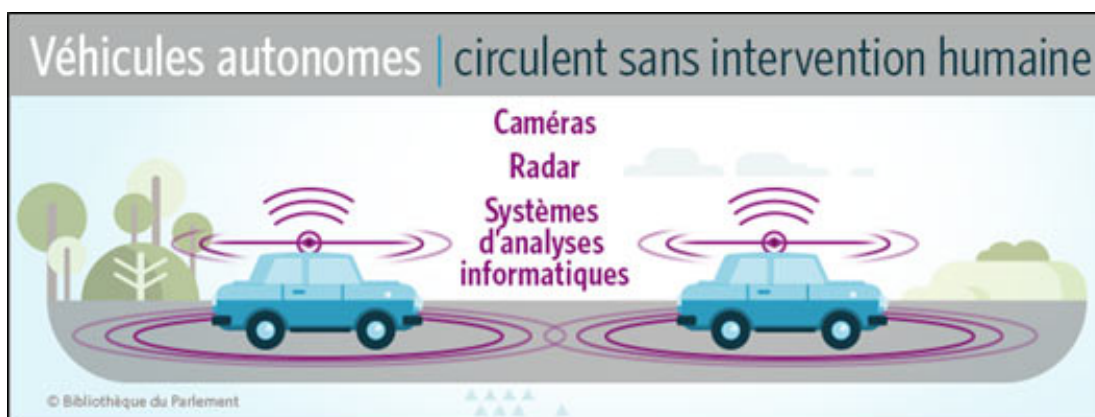 Véhicules autonomes | circulent sans intervention humaine
Caméras
Radar
Systèmes
d'analyses
informatiques
© Bibliothèque du Parlement